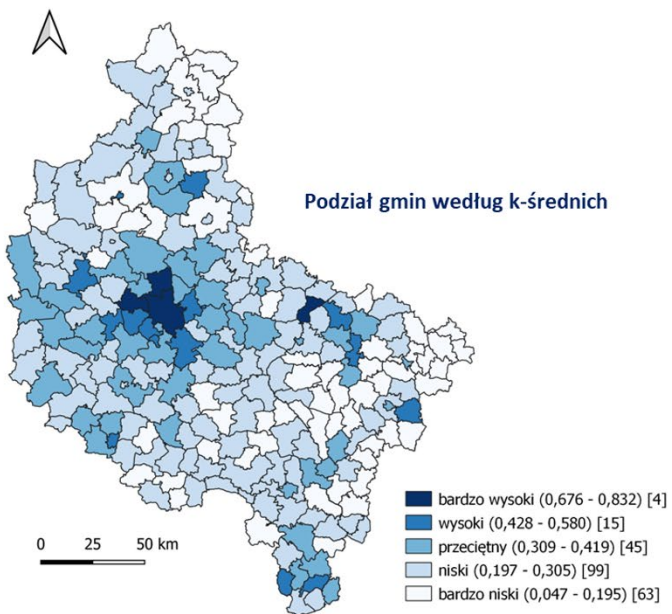 Podział gmin według k-średnich
bardzo wysoki (0,676 - 0,832) [4]
wysoki (0,428 - 0,580) [15]
przeciętny (0,309 - 0,419) [45]
niski (0,197 - 0,305) [99]
bardzo niski (0,047 - 0,195) [63]
0 25 50 km